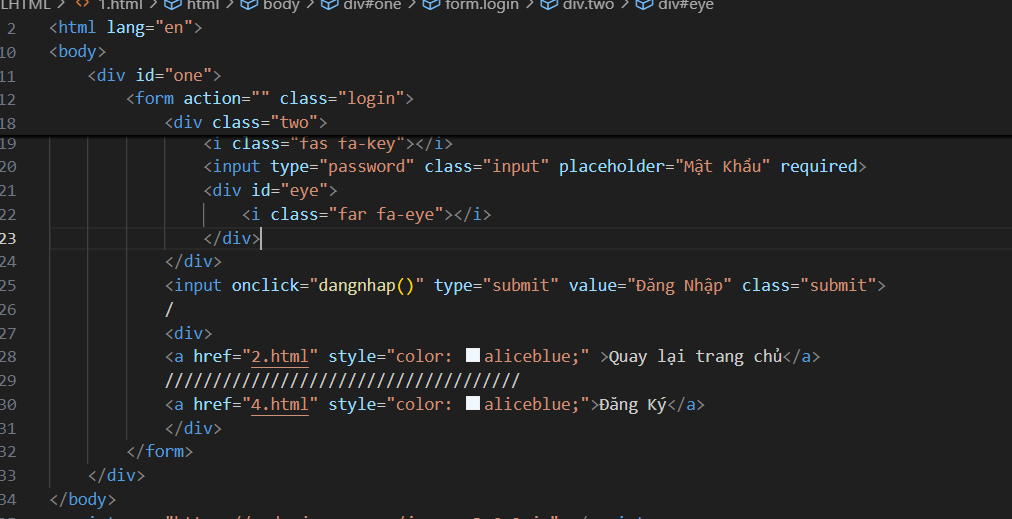 LHTML > <> 1.html > html > body > div#one > form.login > div.two > div#eye
2 <html lang="en">
10 <body>
11 <div id="one">
12 <form action="" class="login">
18 <div class="two">
19 <i class="fas fa-key"></i>
20 <input type="password" class="input" placeholder="Mật Khẩu" required>
21 <div id="eye">
22 <i class="far fa-eye"></i>
23 </div>
24 </div>
25 <input onclick="dangnhap()" type="submit" value="Đăng Nhập" class="submit">
26 /
27 <div>
28 <a href="2.html" style="color: aliceblue;" >Quay lại trang chủ</a>
29 /////////////////////////////////////
30 <a href="4.html" style="color: aliceblue;">Đăng Ký</a>
31 </div>
32 </form>
33 </div>
34 </body>